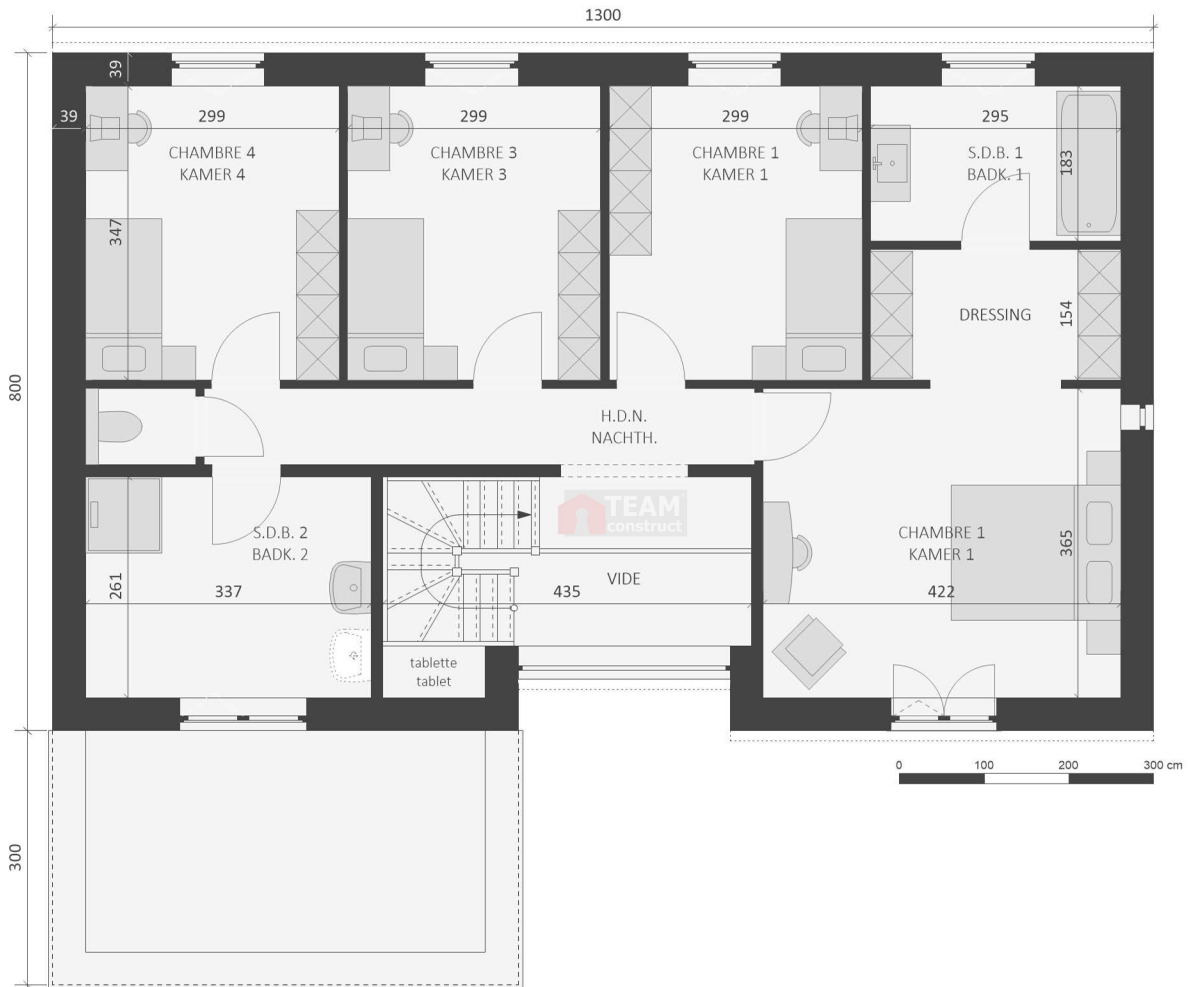 1300
39
39
299
299
299
295
CHAMBRE 4
KAMER 4
CHAMBRE 3
KAMER 3
CHAMBRE 1
KAMER 1
S.D.B. 1
BADK. 1
183
347
DRESSING
154
800
H.D.N.
NACHTH.
TEAM
construct
S.D.B. 2
BADK. 2
CHAMBRE 1
KAMER 1
365
261
337
435
VIDE
422
tablette
tablet
0 100 200 300 cm
300